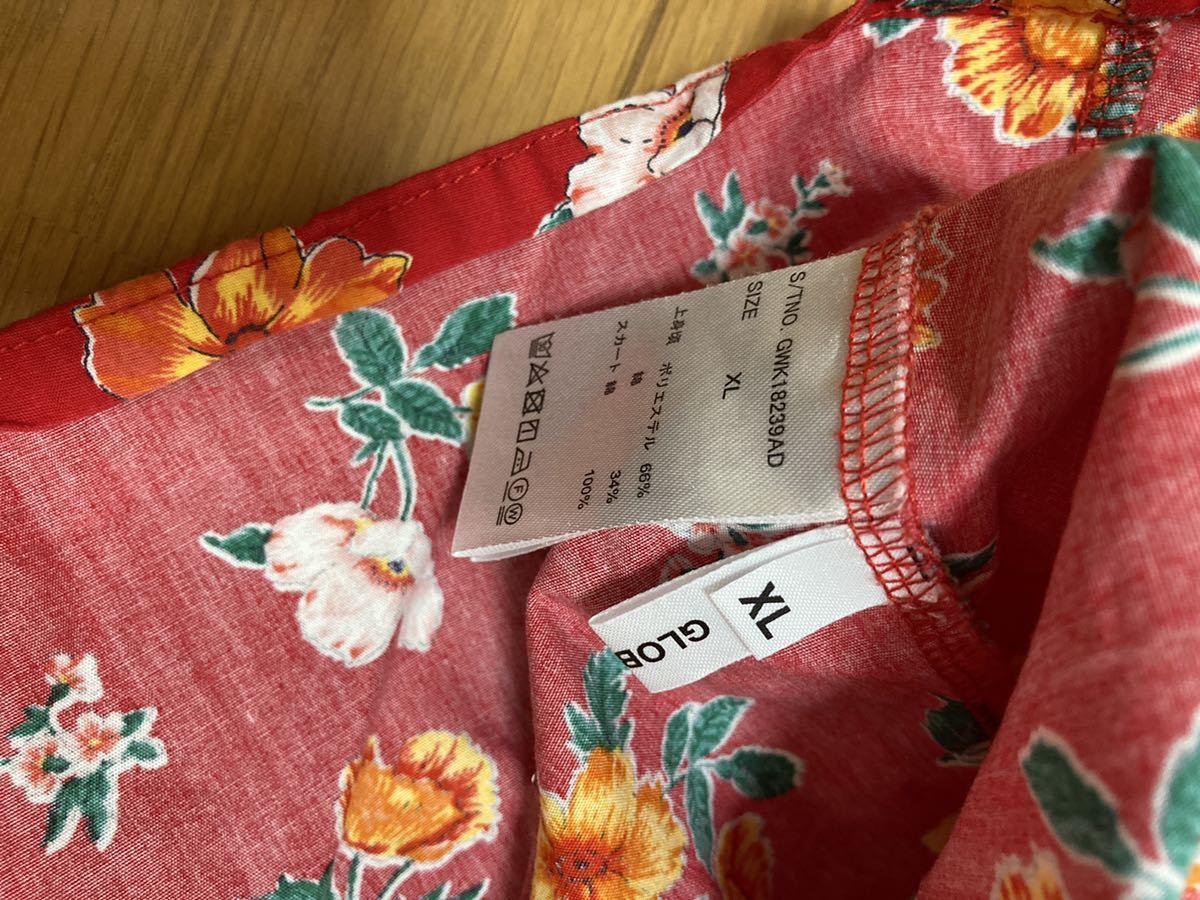 S/TNO. GWK18239AD
SIZE XL
上身頃 ポリエステル 66%
綿 34%
スカート 綿 100%
F W
XL
GLOB